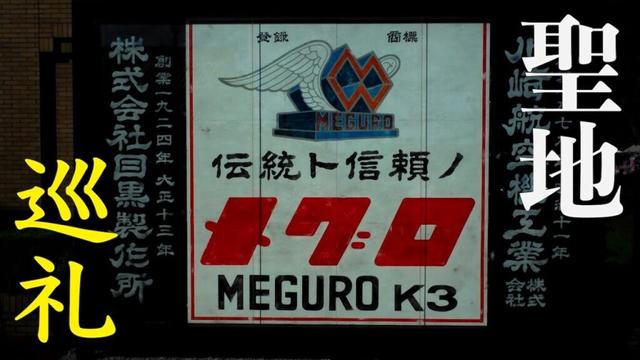 聖地
巡礼
登録 商標
MEGURO
伝統ト信頼ノ
メグロ
MEGURO K3
創業一九二四年 大正十三年
株式会社目黒製作所
川崎航空機工業
株式
会社